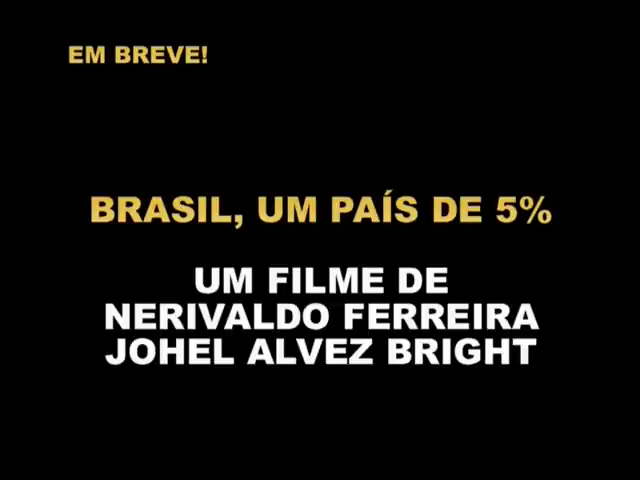 EM BREVE!
BRASIL, UM PAÍS DE 5%
UM FILME DE
NERIVALDO FERREIRA
JOHEL ALVEZ BRIGHT